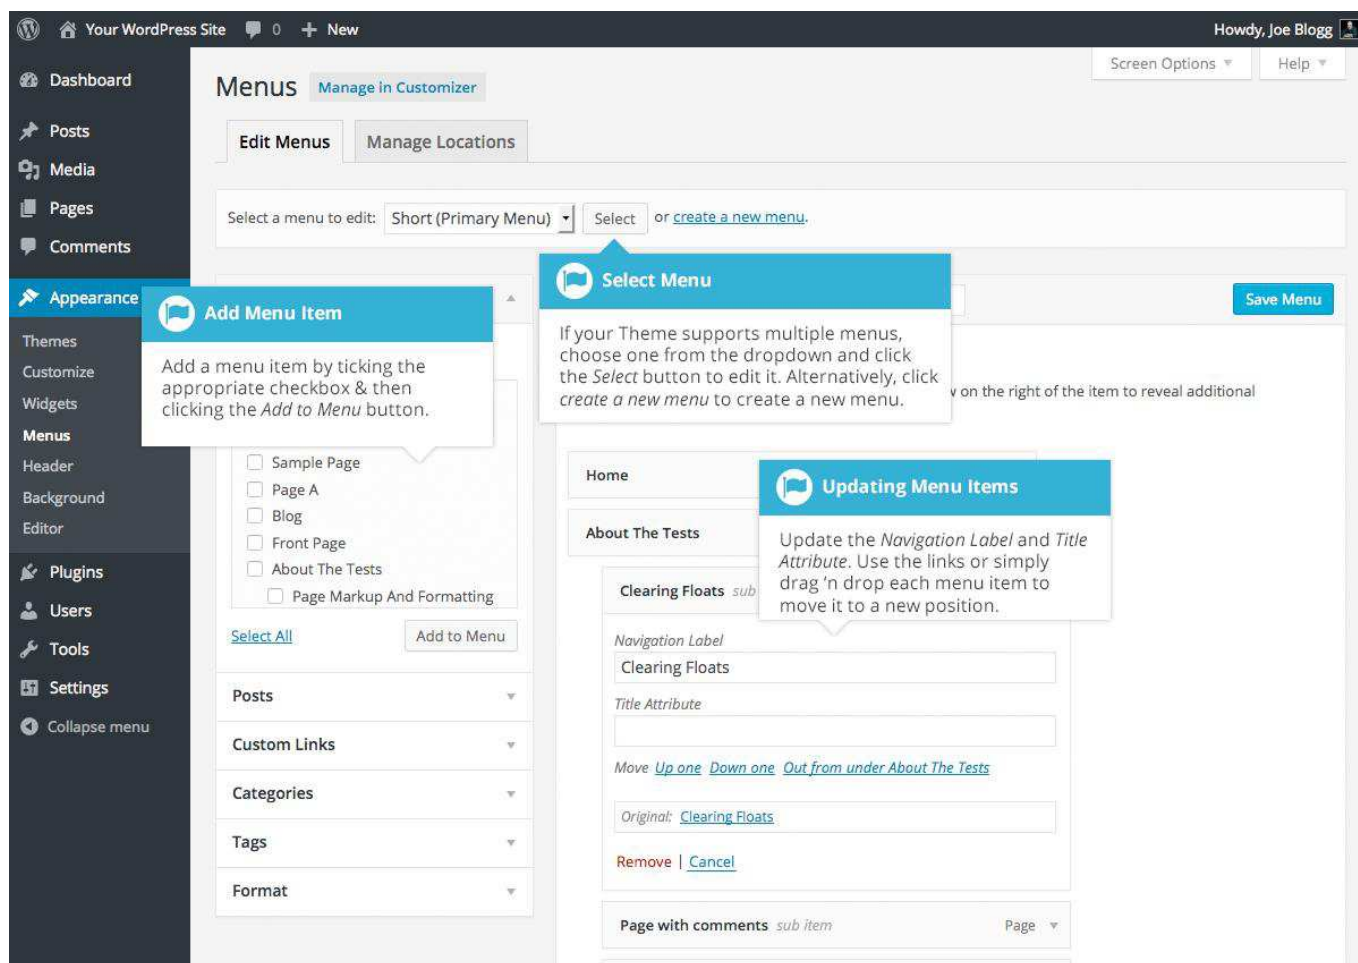 Your WordPress Site 0 + New
Howdy, Joe Blogg
Screen Options
Help
Dashboard
Posts
Media
Pages
Comments
Appearance
Themes
Customize
Widgets
Menus
Header
Background
Editor
Plugins
Users
Tools
Settings
Collapse menu
Menus Manage in Customizer
Edit Menus
Manage Locations
Select a menu to edit: Short (Primary Menu) Select or create a new menu.
Save Menu
Add Menu Item
Add a menu item by ticking the
appropriate checkbox & then
clicking the Add to Menu button.
Select Menu
If your Theme supports multiple menus,
choose one from the dropdown and click
the Select button to edit it. Alternatively, click
create a new menu to create a new menu.
on the right of the item to reveal additional
Sample Page
Page A
Blog
Front Page
About The Tests
Page Markup And Formatting
Select All
Add to Menu
Posts
Custom Links
Categories
Tags
Format
Home
About The Tests
Updating Menu Items
Update the Navigation Label and Title
Attribute. Use the links or simply
drag ‘n drop each menu item to
move it to a new position.
Clearing Floats sub
Navigation Label
Clearing Floats
Title Attribute
Move Up one Down one Out from under About The Tests
Original: Clearing Floats
Remove | Cancel
Page with comments sub item Page